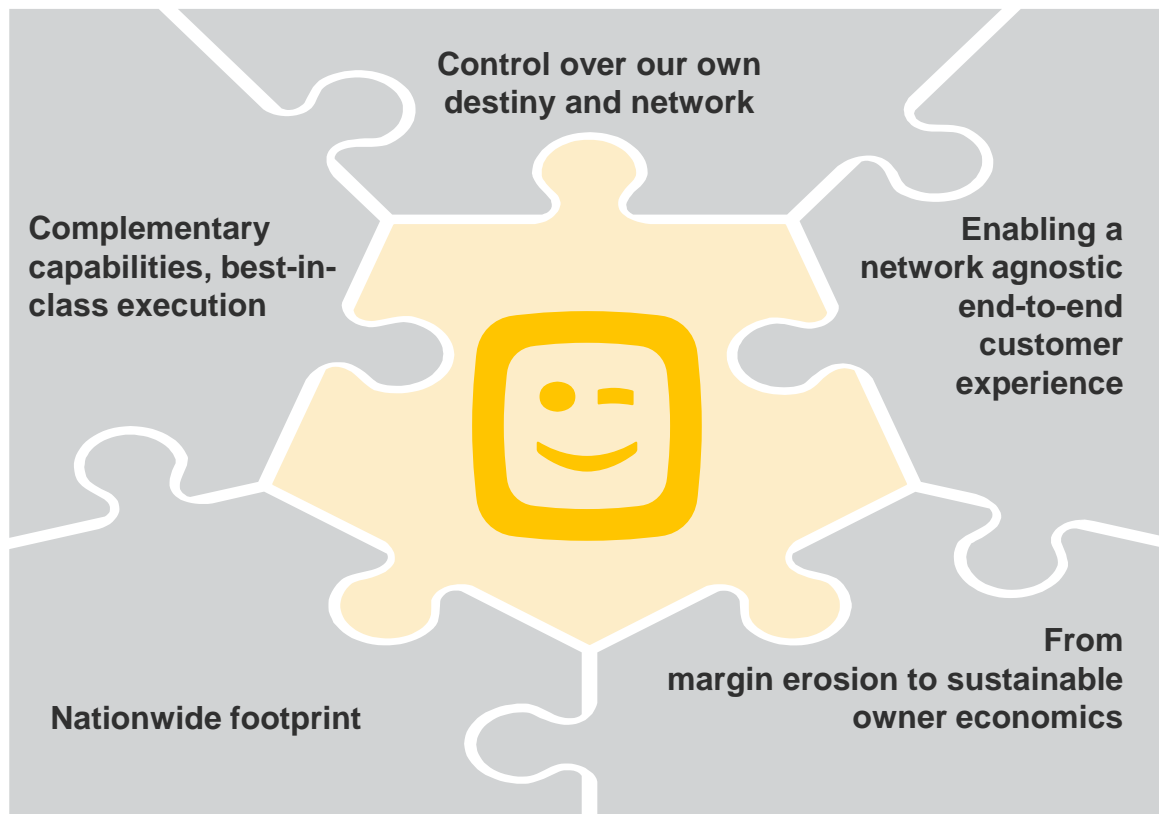 Control over our own
destiny and network
Complementary
capabilities, best-in-
class execution
Enabling a
network agnostic
end-to-end
customer
experience
From
margin erosion to sustainable
owner economics
Nationwide footprint